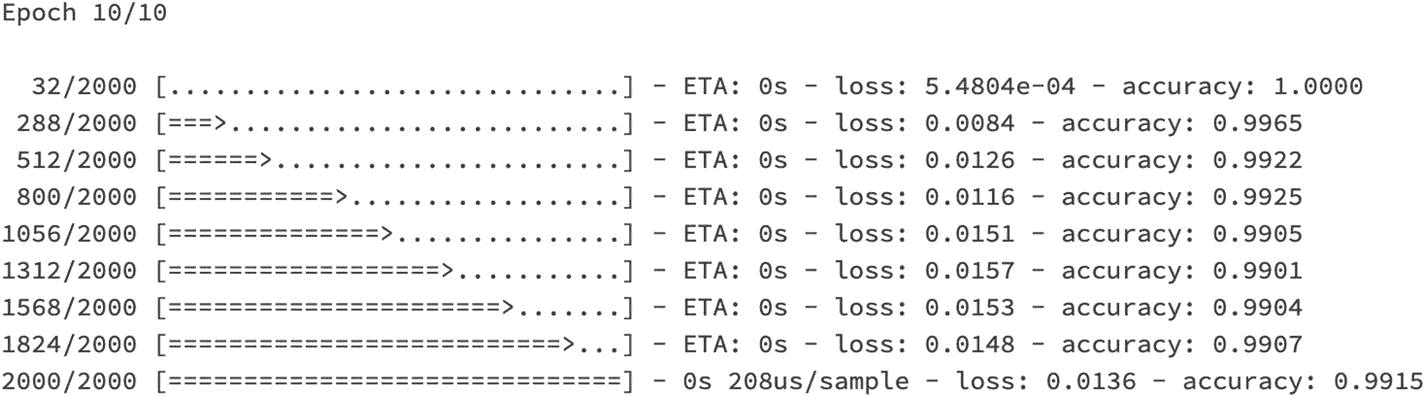 Epoch 10/10
32/2000 [..............................] - ETA: 0s - loss: 5.4804e-04 - accuracy: 1.0000
288/2000 [===>..........................] - ETA: 0s - loss: 0.0084 - accuracy: 0.9965
512/2000 [======>.......................] - ETA: 0s - loss: 0.0126 - accuracy: 0.9922
800/2000 [===========>..................] - ETA: 0s - loss: 0.0116 - accuracy: 0.9925
1056/2000 [==============>...............] - ETA: 0s - loss: 0.0151 - accuracy: 0.9905
1312/2000 [==================>...........] - ETA: 0s - loss: 0.0157 - accuracy: 0.9901
1568/2000 [======================>.......] - ETA: 0s - loss: 0.0153 - accuracy: 0.9904
1824/2000 [==========================>...] - ETA: 0s - loss: 0.0148 - accuracy: 0.9907
2000/2000 [==============================] - 0s 208us/sample - loss: 0.0136 - accuracy: 0.9915